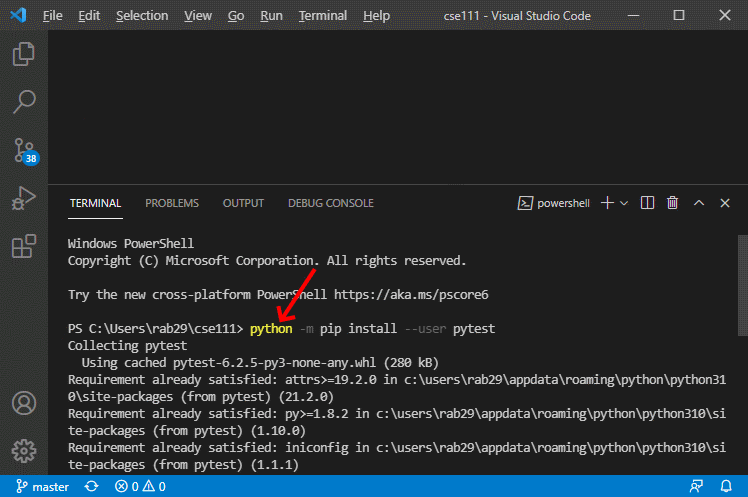 File Edit Selection View Go Run Terminal Help cse111 - Visual Studio Code
38
TERMINAL PROBLEMS OUTPUT DEBUG CONSOLE powershell
Windows PowerShell
Copyright (C) Microsoft Corporation. All rights reserved.
Try the new cross-platform PowerShell https://aka.ms/pscore6
PS C:\Users\rab29\cse111> python -m pip install --user pytest
Collecting pytest
Using cached pytest-6.2.5-py3-none-any.whl (280 kB)
Requirement already satisfied: attrs>=19.2.0 in c:\users\rab29\appdata\roaming\python\python31
0\site-packages (from pytest) (21.2.0)
Requirement already satisfied: py>=1.8.2 in c:\users\rab29\appdata\roaming\python\python310\si
te-packages (from pytest) (1.10.0)
Requirement already satisfied: iniconfig in c:\users\rab29\appdata\roaming\python\python310\si
te-packages (from pytest) (1.1.1)
master 0 0